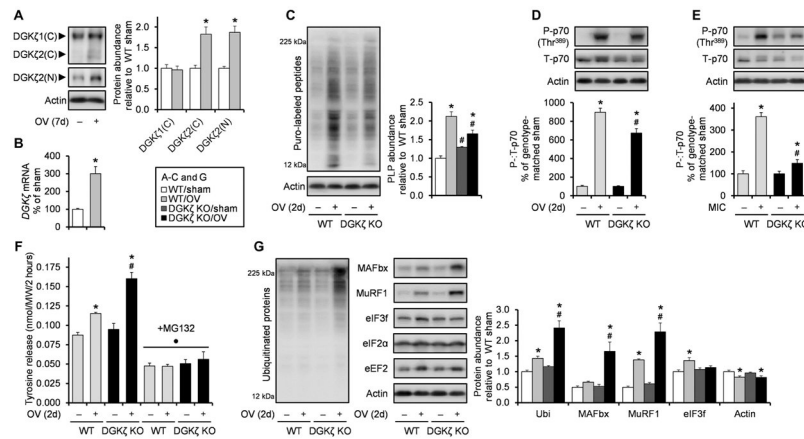 A
DGKζ1(C)
DGKζ2(C)
DGKζ2(N)
Actin
– +
OV (7d)
Protein abundance
relative to WT sham
2.5
2.0
1.5
1.0
0.5
0.0
* *
DGKζ1(C) DGKζ2(C) DGKζ2(N)
B
DGKζ mRNA
% of sham
400
300
200
100
0
*
A-C and G
WT/sham
WT/OV
DGKζ KO/sham
DGKζ KO/OV
C
Puro-labeled peptides
225 kDa
12 kDa
Actin
OV (2d) – + – +
WT DGKζ KO
PLP abundance
relative to WT sham
2.5
2.0
1.5
1.0
0.5
0.0
*
#
*
#
D
P-p70
(Thr389)
T-p70
Actin
P-:T-p70
% of genotype-
matched sham
1000
800
600
400
200
0
*
*
#
OV (2d) – + – +
WT DGKζ KO
E
P-p70
(Thr389)
T-p70
Actin
P-:T-p70
% of genotype-
matched sham
400
300
200
100
0
*
*
#
MIC – + – +
WT DGKζ KO
F
Tyrosine release (nmol/MW/2 hours)
0.175
0.150
0.125
0.100
0.075
0.050
0.025
0.000
*
*
#
+MG132
●
OV (2d) – + – + – + – +
WT DGKζ KO WT DGKζ KO
G
Ubiquitinated proteins
225 kDa
12 kDa
OV (2d) – + – +
WT DGKζ KO
MAFbx
MuRF1
eIF3f
eIF2α
eEF2
Actin
– + – +
WT DGKζ KO
Protein abundance
relative to WT sham
3.0
2.5
2.0
1.5
1.0
0.5
0.0
*
*
#
*
#
*
*
#
*
* *
Ubi MAFbx MuRF1 eIF3f Actin